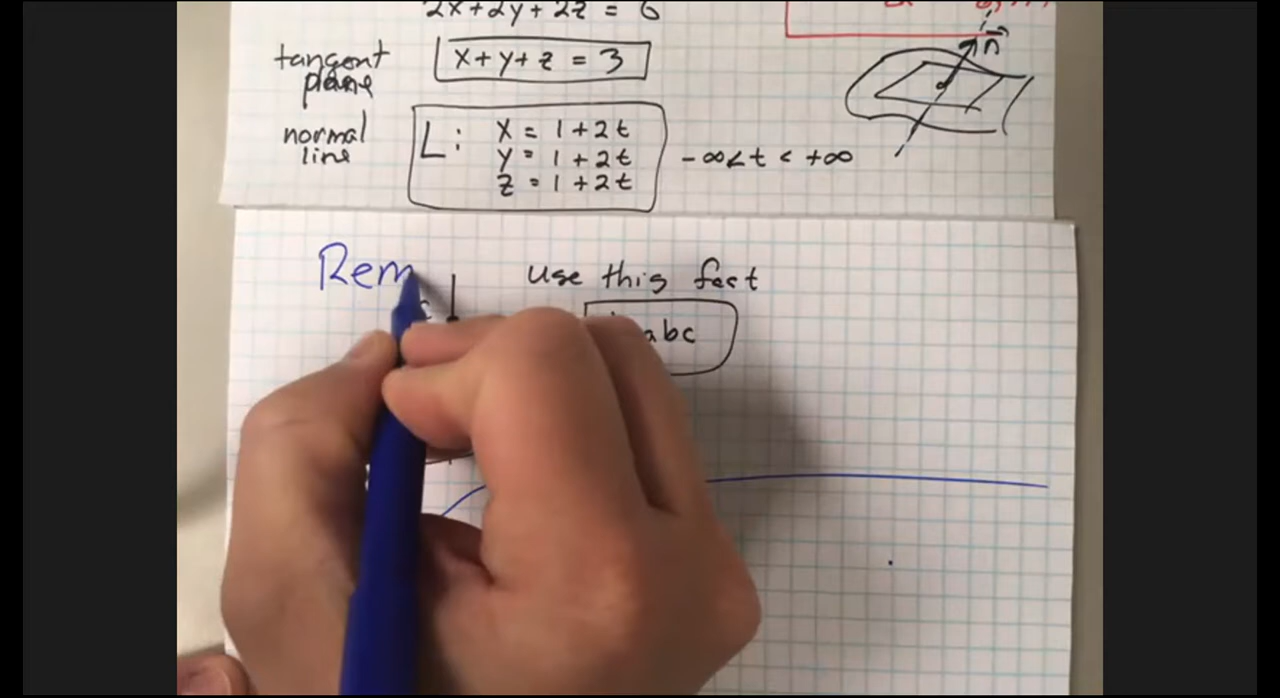 2x+2y+2z = 6
tangent plane
x+y+z = 3
normal line
L: x = 1+2t
y = 1+2t
z = 1+2t
-∞<t<+∞
n
Rem
c
Use this fact
abc